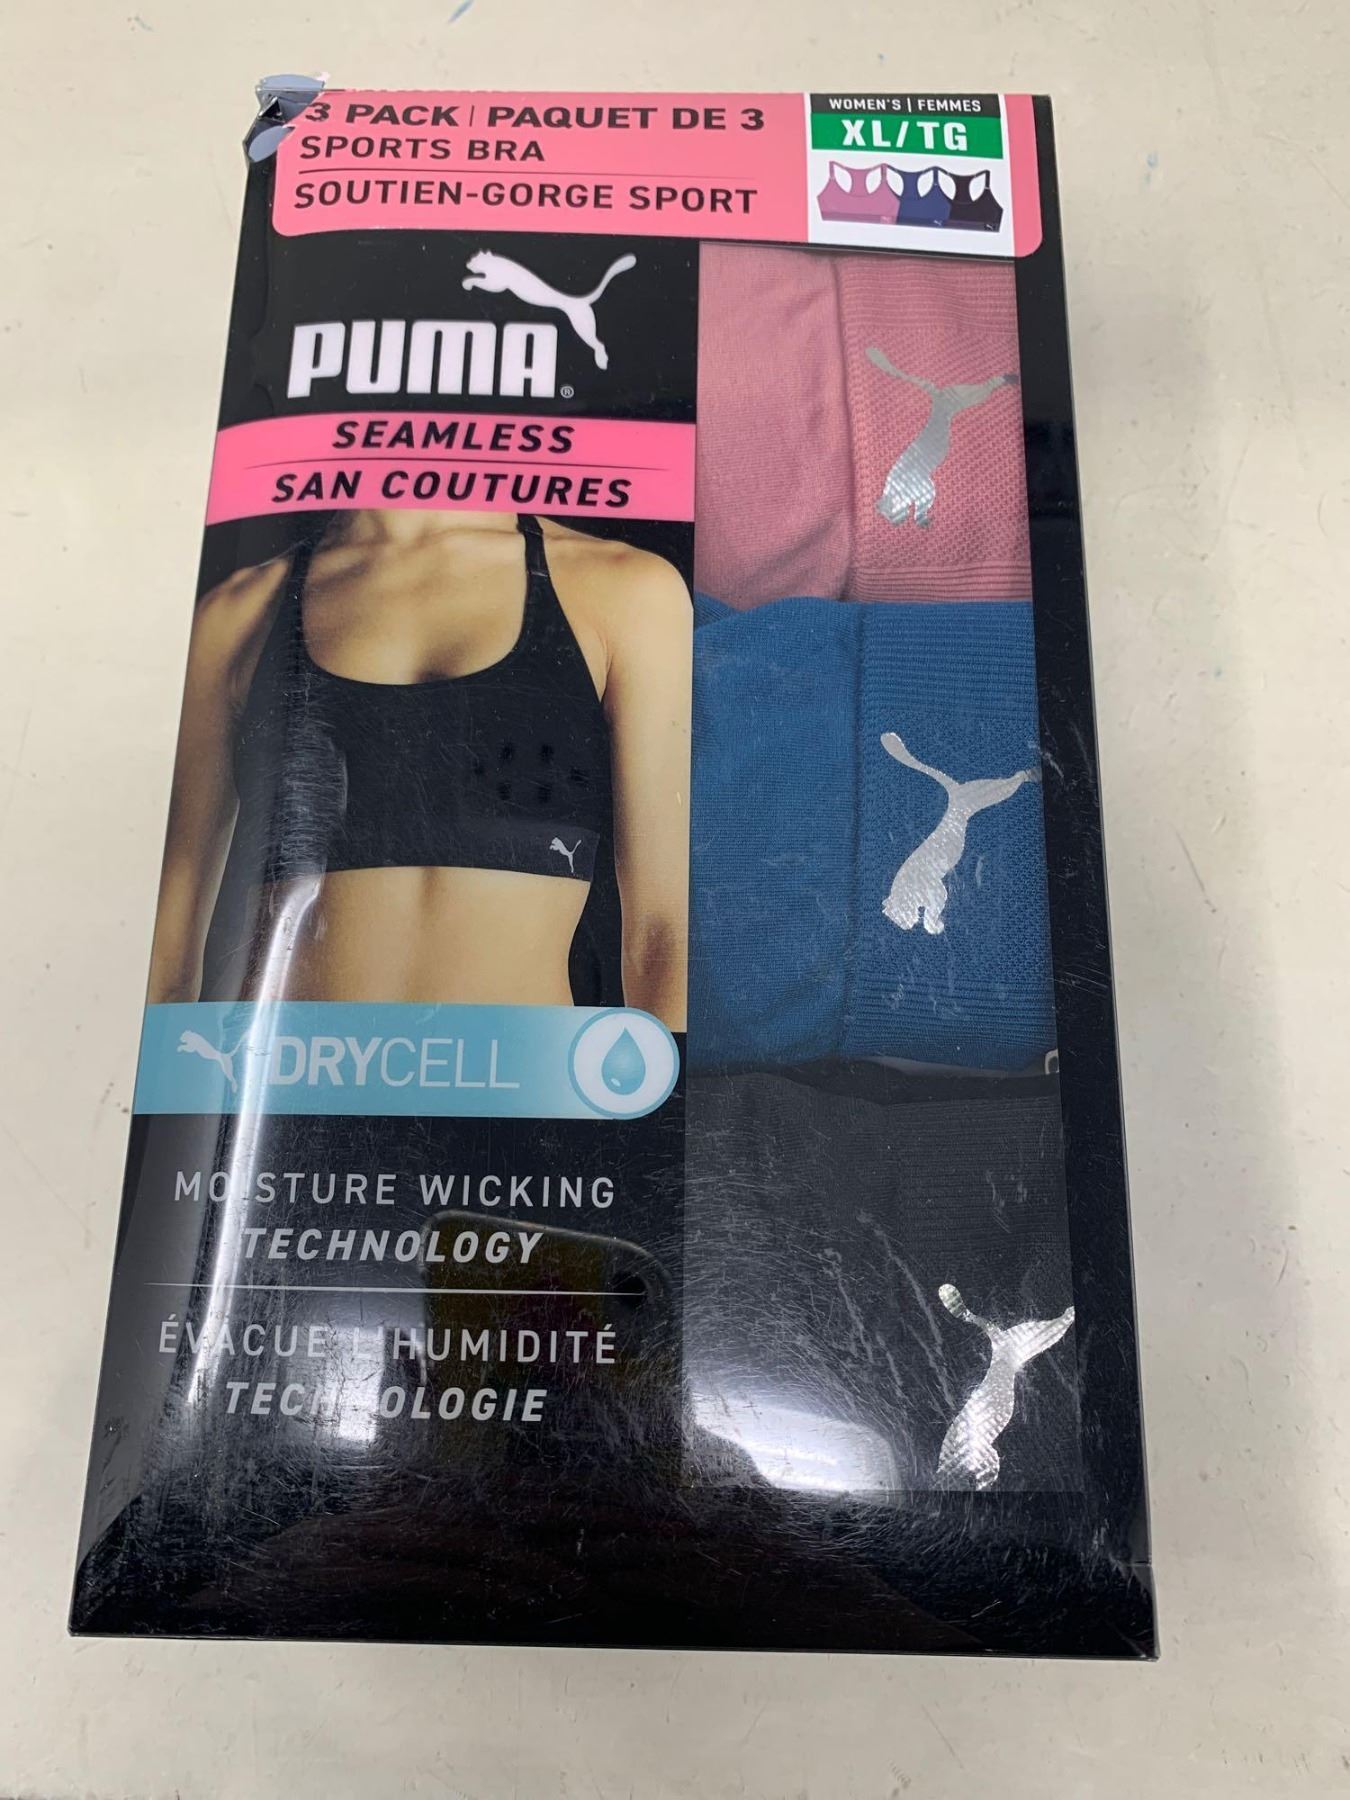 3 PACK | PAQUET DE 3
SPORTS BRA
SOUTIEN-GORGE SPORT
WOMEN'S | FEMMES
XL/TG
PUMA®
SEAMLESS
SAN COUTURES
DRYCELL
MOISTURE WICKING
TECHNOLOGY
ÉVACUE L'HUMIDITÉ
TECHNOLOGIE